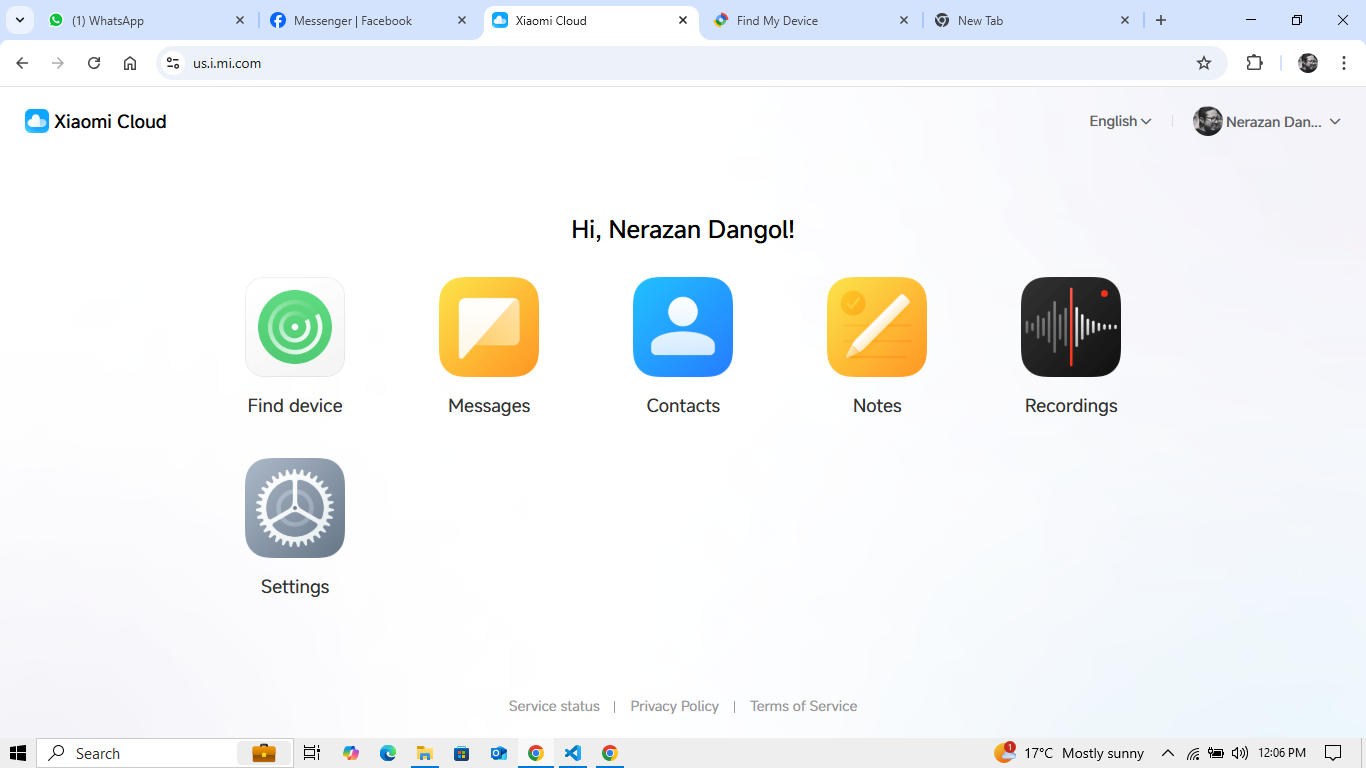 (1) WhatsApp
Messenger | Facebook
Xiaomi Cloud
Find My Device
New Tab
us.i.mi.com
Xiaomi Cloud
English
Nerazan Dan...
Hi, Nerazan Dangol!
Find device
Messages
Contacts
Notes
Recordings
Settings
Service status | Privacy Policy | Terms of Service
Search
1
17°C Mostly sunny
12:06 PM